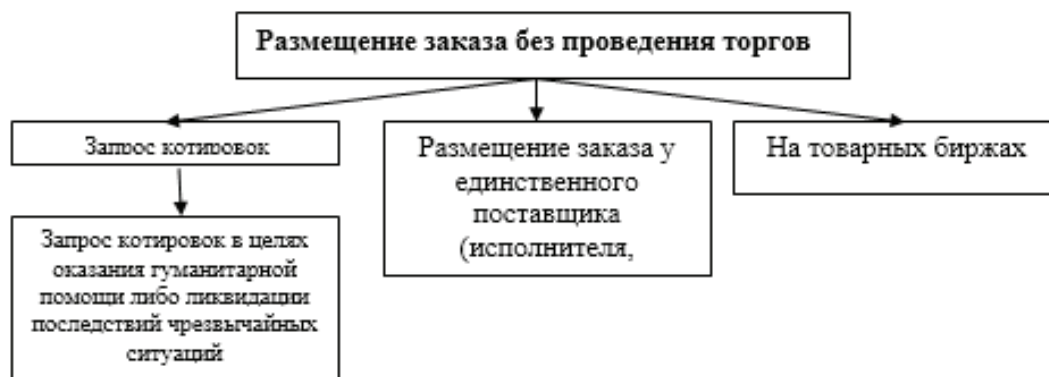 Размещение заказа без проведения торгов
Запрос котировок
Размещение заказа у
единственного
поставщика
(исполнителя,
На товарных биржах
Запрос котировок в целях
оказания гуманитарной
помощи либо ликвидации
последствий чрезвычайных
ситуаций